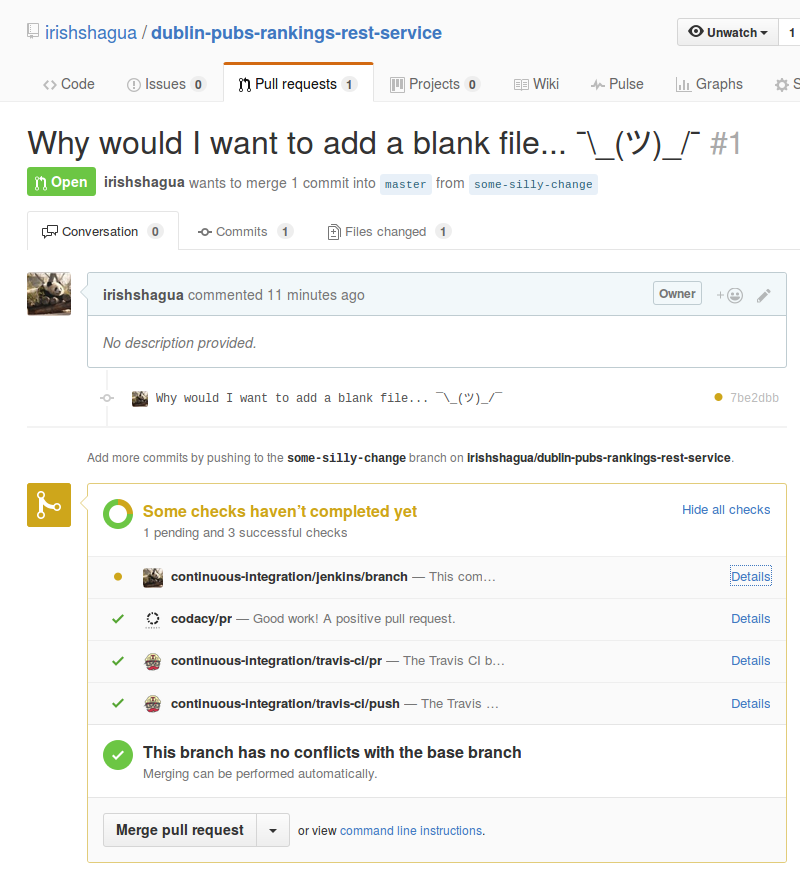 irishshagua / dublin-pubs-rankings-rest-service Unwatch 1
Code Issues 0 Pull requests 1 Projects 0 Wiki Pulse Graphs S
Why would I want to add a blank file... ¯\_(ツ)_/¯ #1
Open irishshagua wants to merge 1 commit into master from some-silly-change
Conversation 0 Commits 1 Files changed 1
irishshagua commented 11 minutes ago Owner
No description provided.
Why would I want to add a blank file... ¯\_(ツ)_/¯ 7be2dbb
Add more commits by pushing to the some-silly-change branch on irishshagua/dublin-pubs-rankings-rest-service.
Some checks haven’t completed yet Hide all checks
1 pending and 3 successful checks
continuous-integration/jenkins/branch — This com… Details
codacy/pr — Good work! A positive pull request. Details
continuous-integration/travis-ci/pr — The Travis CI b… Details
continuous-integration/travis-ci/push — The Travis … Details
This branch has no conflicts with the base branch
Merging can be performed automatically.
Merge pull request or view command line instructions.